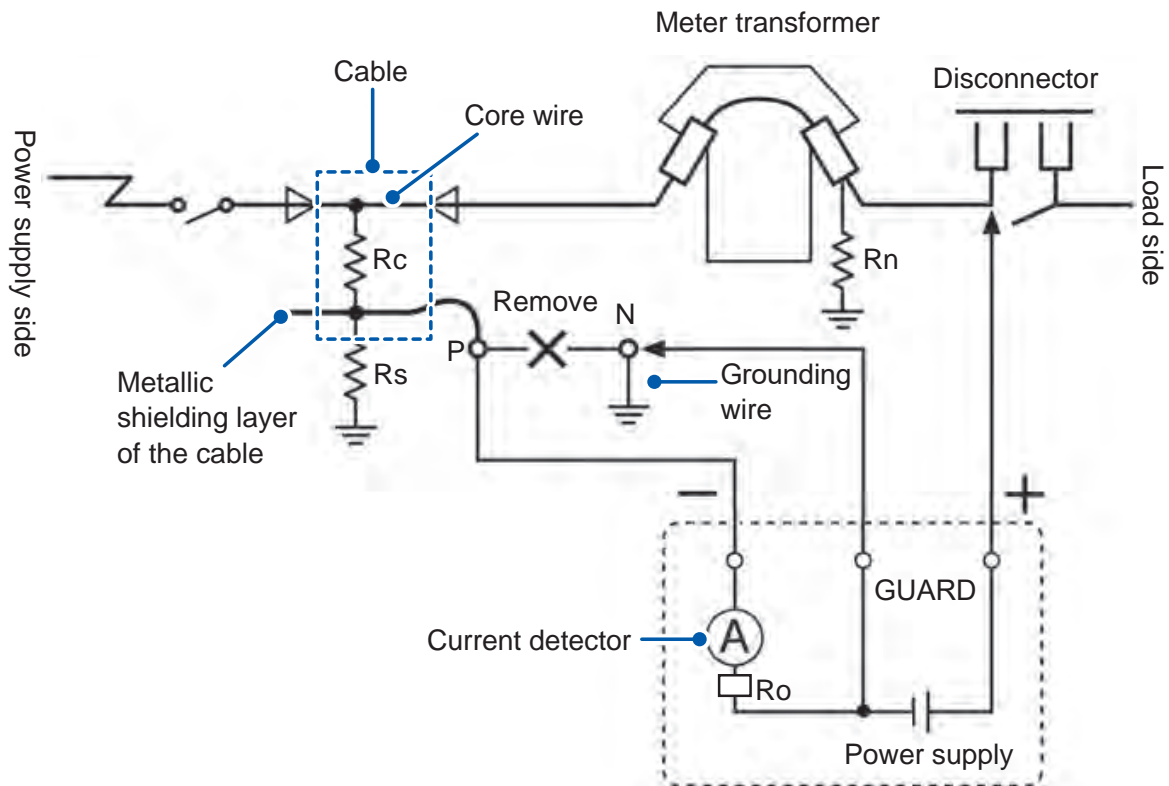 Meter transformer
Cable
Disconnector
Core wire
Power supply side
Load side
Rc
Rn
Remove
N
P
Rs
Grounding
wire
Metallic
shielding layer
of the cable
−
+
GUARD
Current detector
A
Ro
Power supply